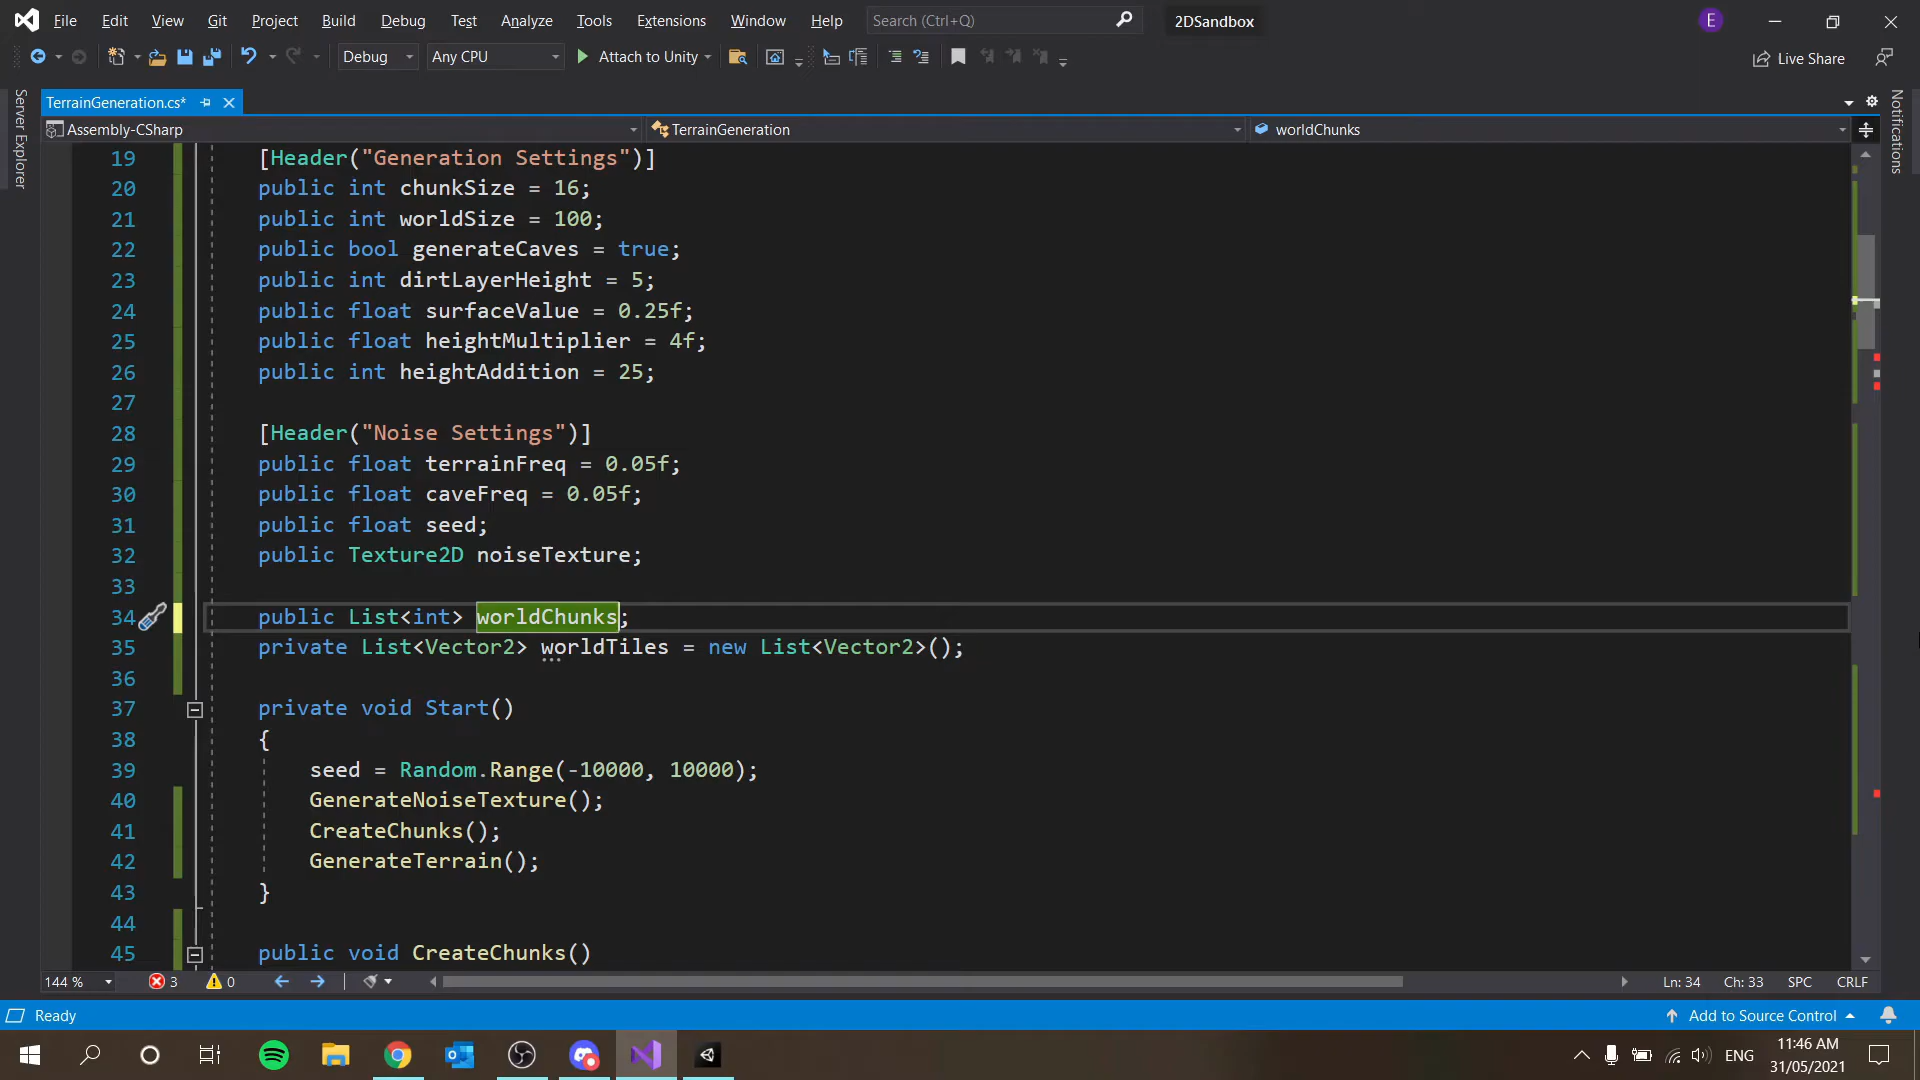 File Edit View Git Project Build Debug Test Analyze Tools Extensions Window Help Search (Ctrl+Q) 2DSandbox E
Debug Any CPU Attach to Unity Live Share
Server Explorer
TerrainGeneration.cs*
Notifications
Assembly-CSharp TerrainGeneration worldChunks
19 [Header("Generation Settings")]
20 public int chunkSize = 16;
21 public int worldSize = 100;
22 public bool generateCaves = true;
23 public int dirtLayerHeight = 5;
24 public float surfaceValue = 0.25f;
25 public float heightMultiplier = 4f;
26 public int heightAddition = 25;
27
28 [Header("Noise Settings")]
29 public float terrainFreq = 0.05f;
30 public float caveFreq = 0.05f;
31 public float seed;
32 public Texture2D noiseTexture;
33
34 public List<int> worldChunks;
35 private List<Vector2> worldTiles = new List<Vector2>();
36
37 private void Start()
38 {
39 seed = Random.Range(-10000, 10000);
40 GenerateNoiseTexture();
41 CreateChunks();
42 GenerateTerrain();
43 }
44
45 public void CreateChunks()
144 % 3 0 Ln: 34 Ch: 33 SPC CRLF
Ready Add to Source Control
ENG 11:46 AM
31/05/2021